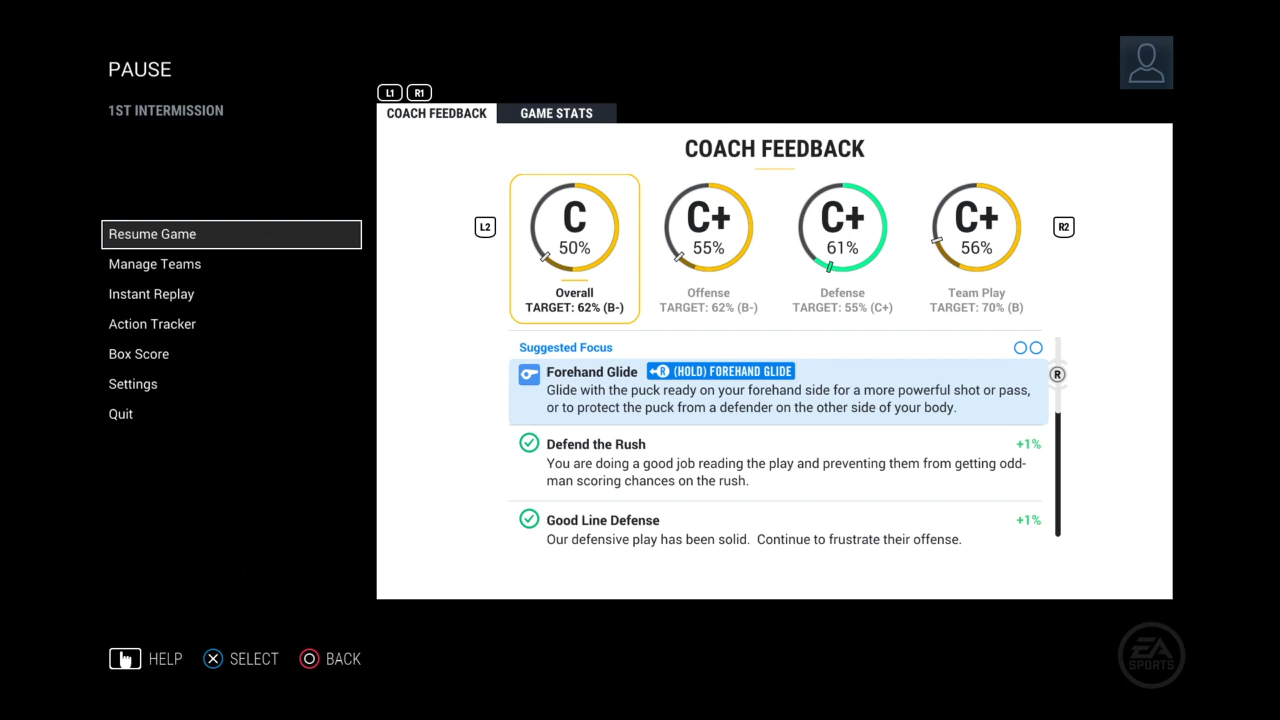 PAUSE
1ST INTERMISSION
L1 R1
COACH FEEDBACK GAME STATS
COACH FEEDBACK
L2
C
50%
Overall
TARGET: 62% (B-)
C+
55%
Offense
TARGET: 62% (B-)
C+
61%
Defense
TARGET: 55% (C+)
C+
56%
Team Play
TARGET: 70% (B)
R2
Resume Game
Manage Teams
Instant Replay
Action Tracker
Box Score
Settings
Quit
Suggested Focus
Forehand Glide R (HOLD) FOREHAND GLIDE
R
Glide with the puck ready on your forehand side for a more powerful shot or pass,
or to protect the puck from a defender on the other side of your body.
Defend the Rush +1%
You are doing a good job reading the play and preventing them from getting odd-
man scoring chances on the rush.
Good Line Defense +1%
Our defensive play has been solid. Continue to frustrate their offense.
HELP SELECT BACK
EA
SPORTS